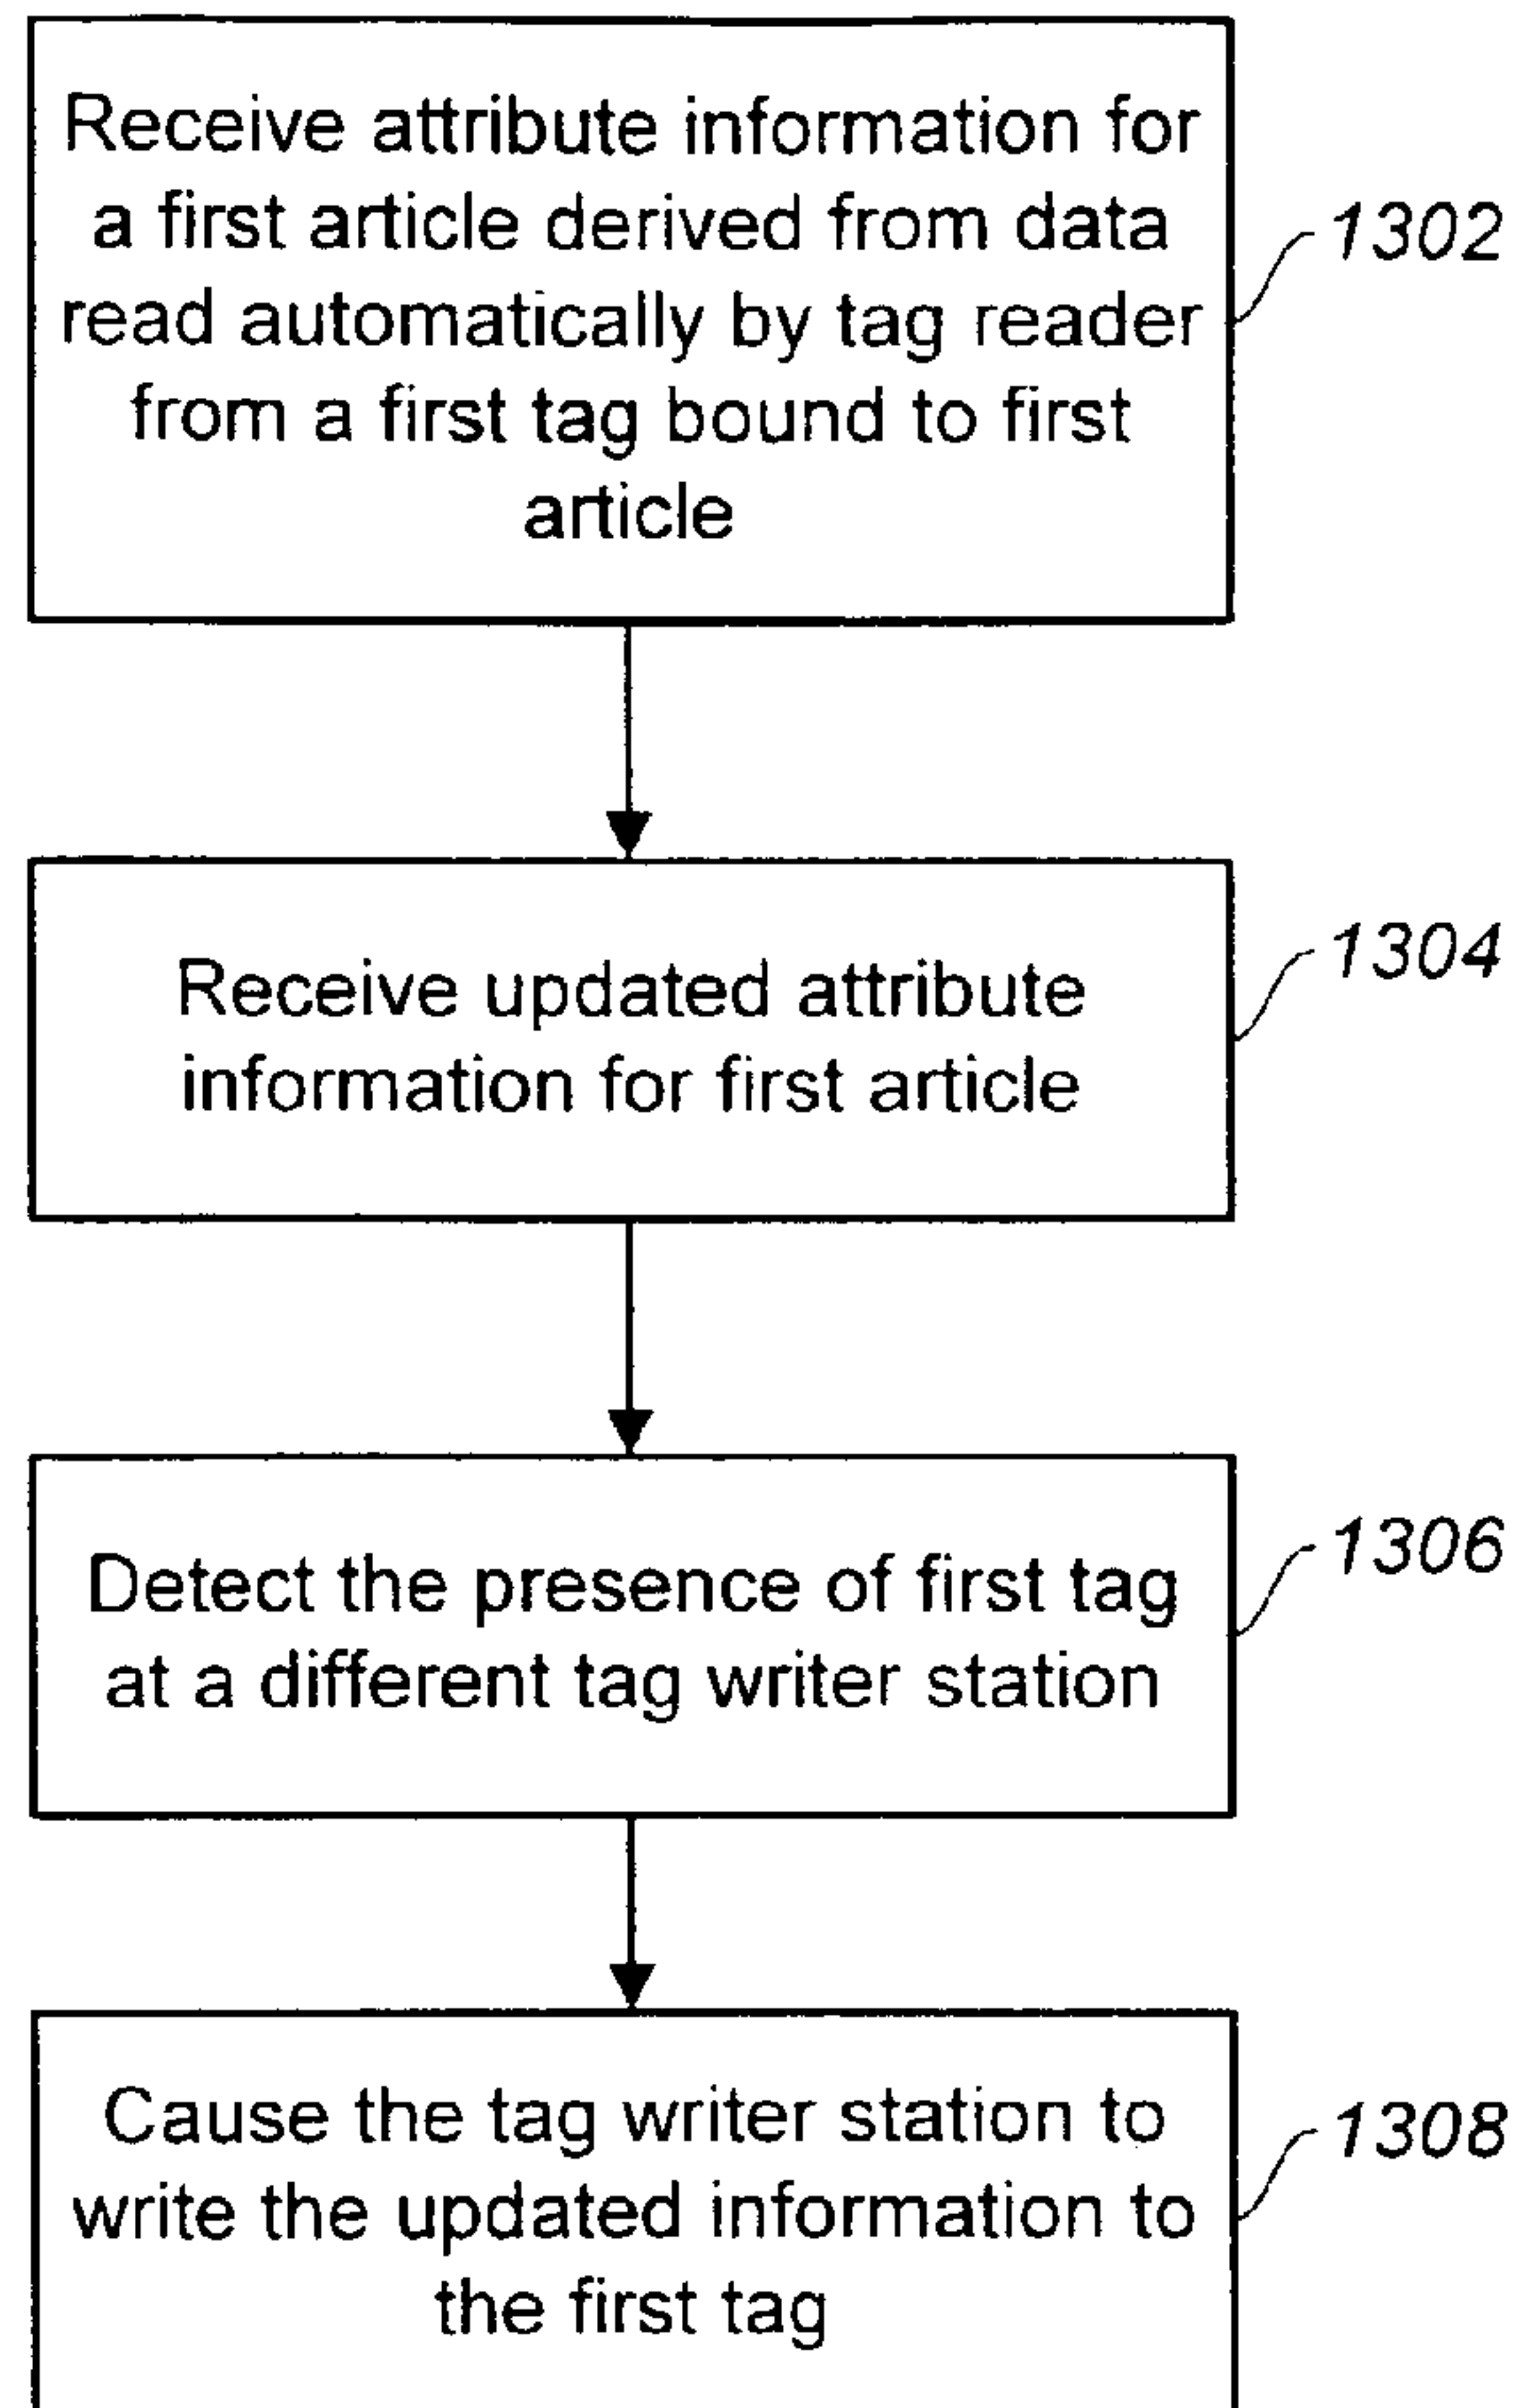 Receive attribute information for
a first article derived from data
read automatically by tag reader
from a first tag bound to first
article
1302
Receive updated attribute
information for first article
1304
Detect the presence of first tag
at a different tag writer station
1306
Cause the tag writer station to
write the updated information to
the first tag
1308